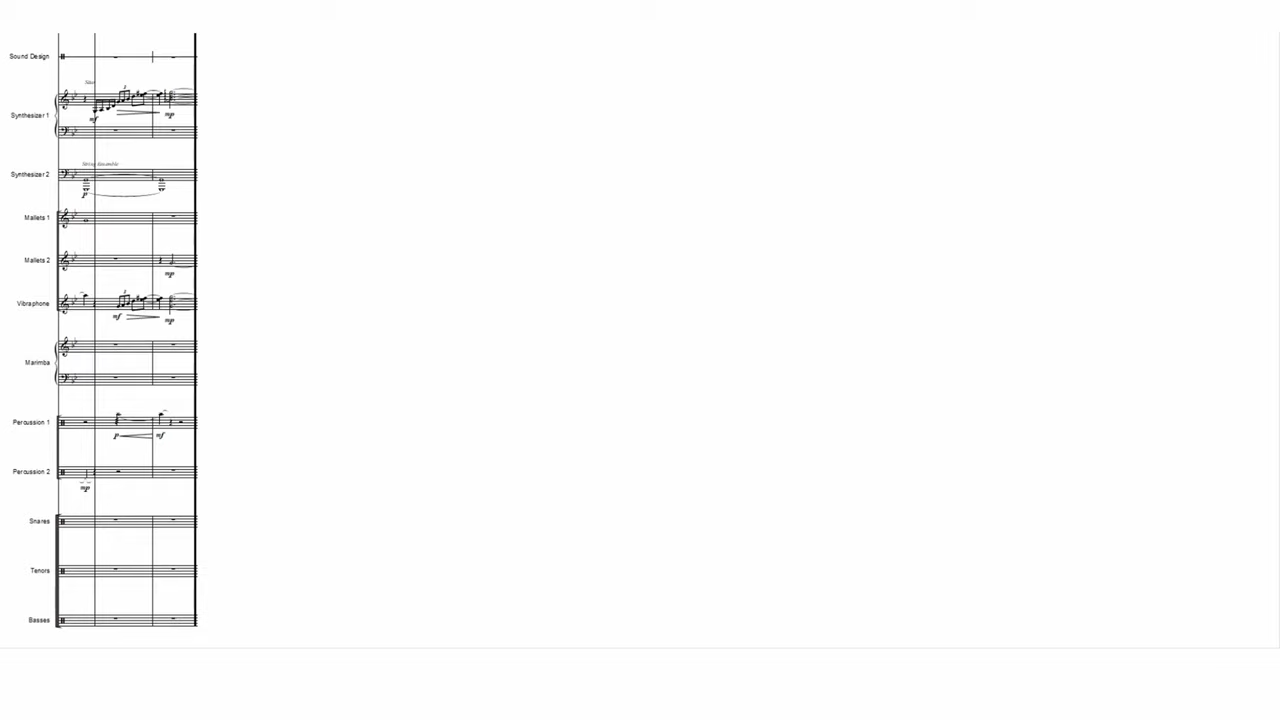 Sound Design
Synthesizer 1
mf
mp
String Ensemble
Synthesizer 2
p
Mallets 1
Mallets 2
mp
Vibraphone
3
mf
mp
Marimba
Percussion 1
p
mf
Percussion 2
mp
Snares
Tenors
Basses